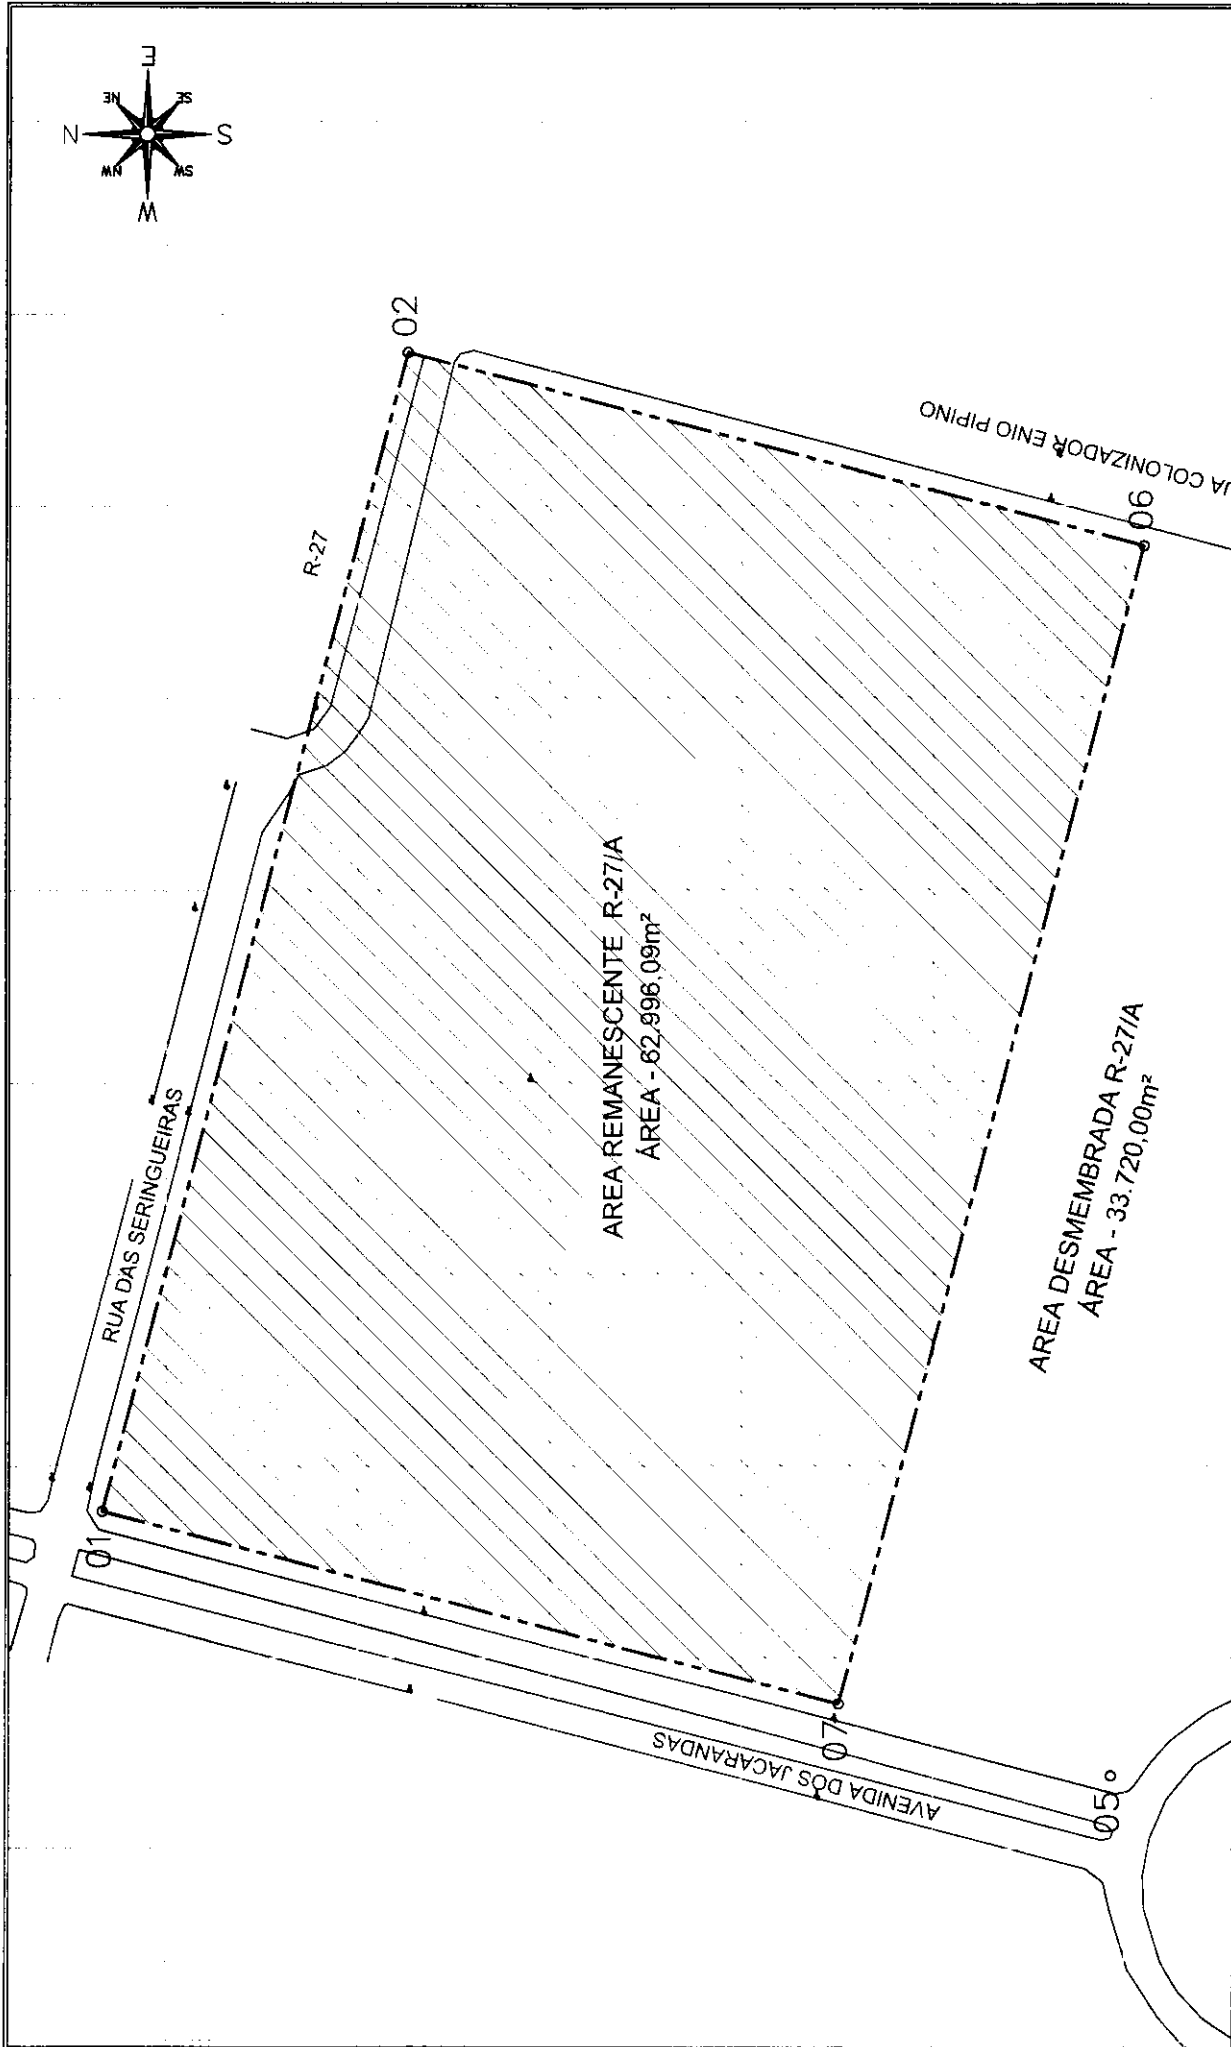 E
NE
SE
N
S
NW
SW
W
02
R-27
UA COLONIZADOR ENIO PIPINO
06
RUA DAS SERINGUEIRAS
AREA REMANESCENTE R-27/A
ÁREA - 62.996,09m²
AREA DESMEMBRADA R-27/A
ÁREA - 33.720,00m²
01
07
AVENIDA DOS JACARANDAS
05